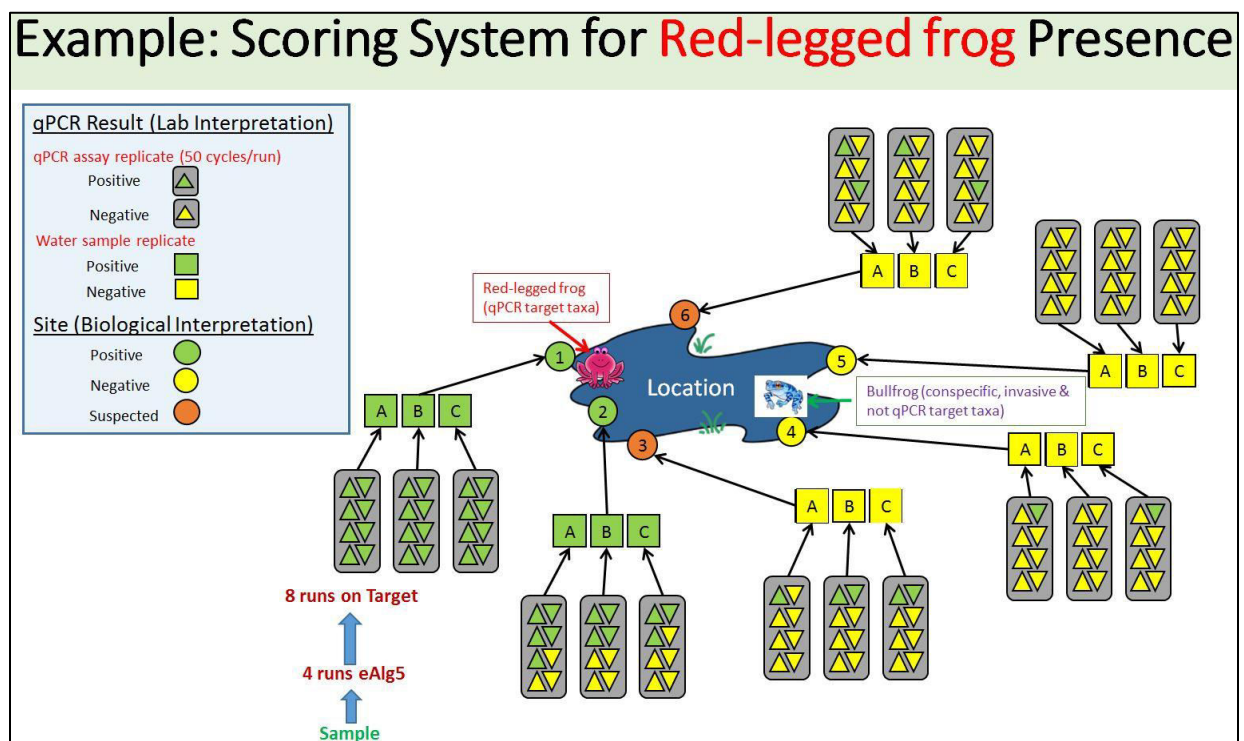 Example: Scoring System for Red-legged frog Presence
qPCR Result (Lab Interpretation)
qPCR assay replicate (50 cycles/run)
Positive
Negative
Water sample replicate
Positive
Negative
Site (Biological Interpretation)
Positive
Negative
Suspected
Red-legged frog
(qPCR target taxa)
Location
Bullfrog (conspecific, invasive &
not qPCR target taxa)
1
A B C
2
A B C
3
A B C
4
A B C
5
A B C
6
A B C
8 runs on Target
4 runs eAlg5
Sample